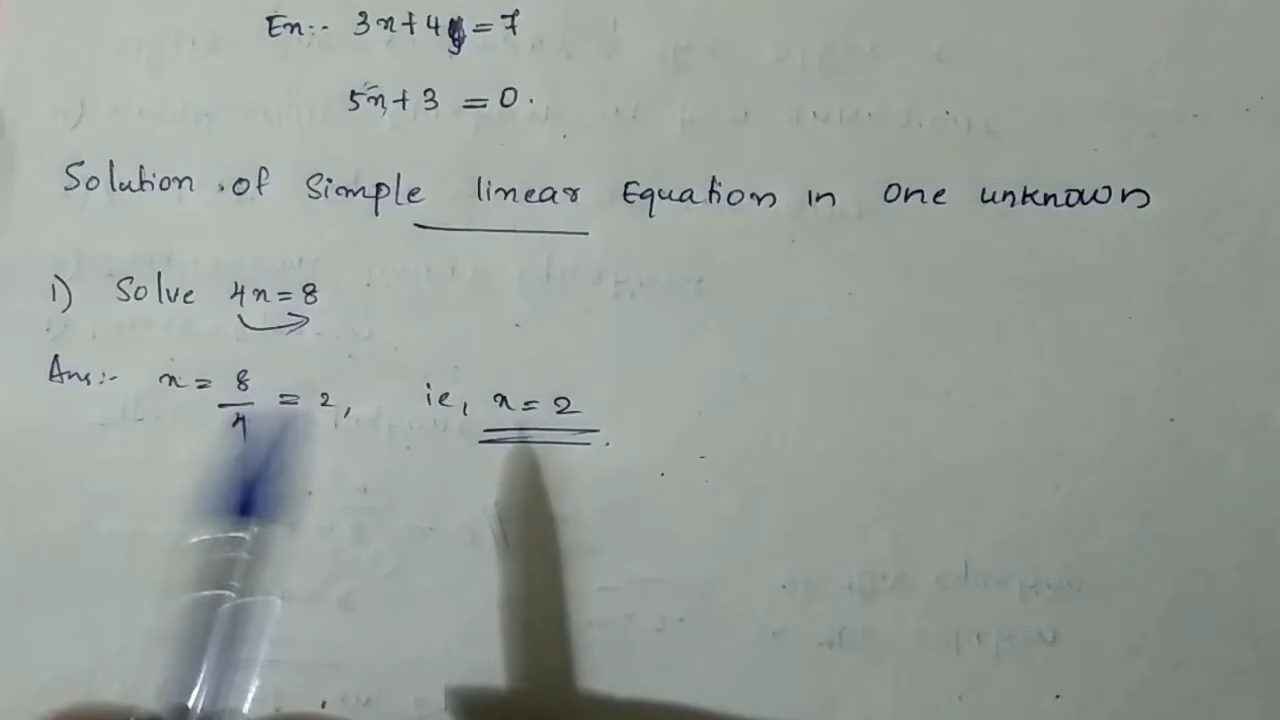 Ex:- 3x+4y=7
5x+3 =0.
Solution of Simple linear Equation in one unknown
1) Solve 4x=8
Ans:- x= 8/4 = 2, ie, x=2.